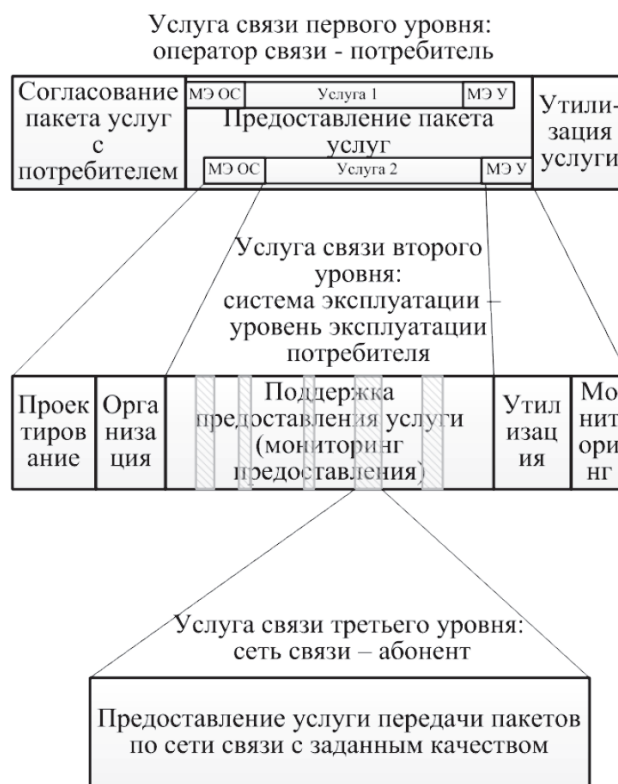 Услуга связи первого уровня:
оператор связи - потребитель
Согласование
пакета услуг
с
потребителем
МЭ ОС
Услуга 1
МЭ У
Предоставление пакета
услуг
МЭ ОС
Услуга 2
МЭ У
Утили-
зация
услуги
Услуга связи второго
уровня:
система эксплуатации –
уровень эксплуатации
потребителя
Проек
тиров
ание
Орга
низа
ция
Поддержка
предоставления услуги
(мониторинг
предоставления)
Утил
изац
ия
Мо
нит
ори
нг
Услуга связи третьего уровня:
сеть связи – абонент
Предоставление услуги передачи пакетов
по сети связи с заданным качеством